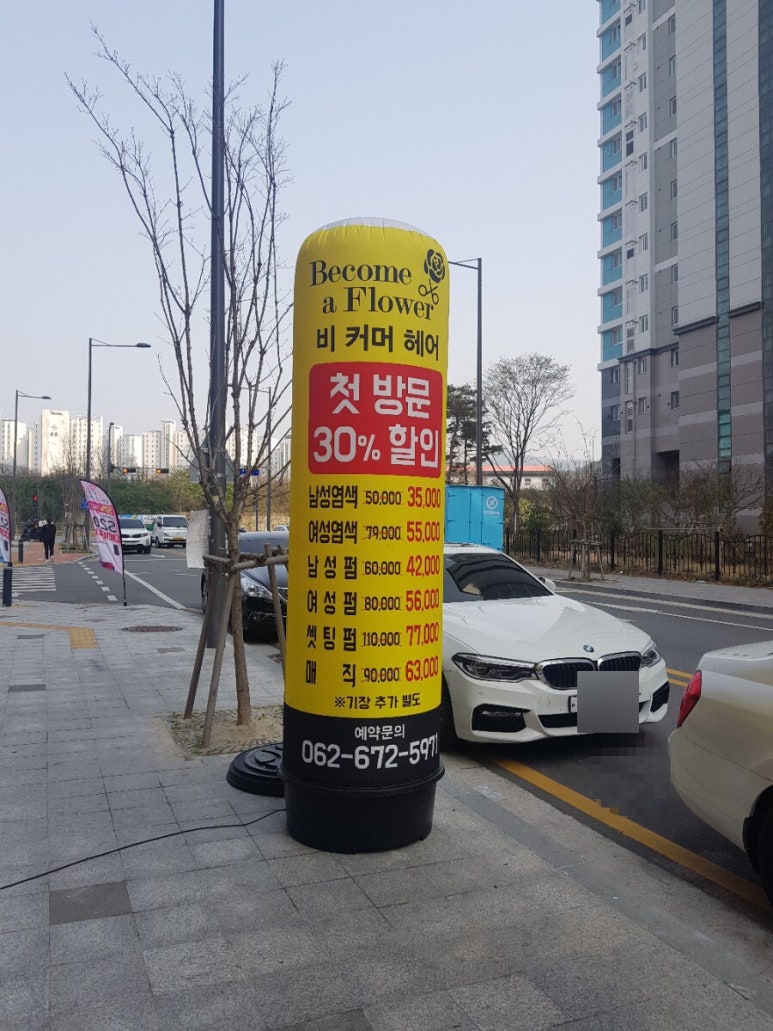 Become
a Flower
비 커머 헤어
첫 방문
30% 할인
남성염색 50,000 35,000
여성염색 79,000 55,000
남성펌 60,000 42,000
여성펌 80,000 56,000
셋팅펌 110,000 77,000
매직 90,000 63,000
※기장 추가 별도
예약문의
062-672-5971